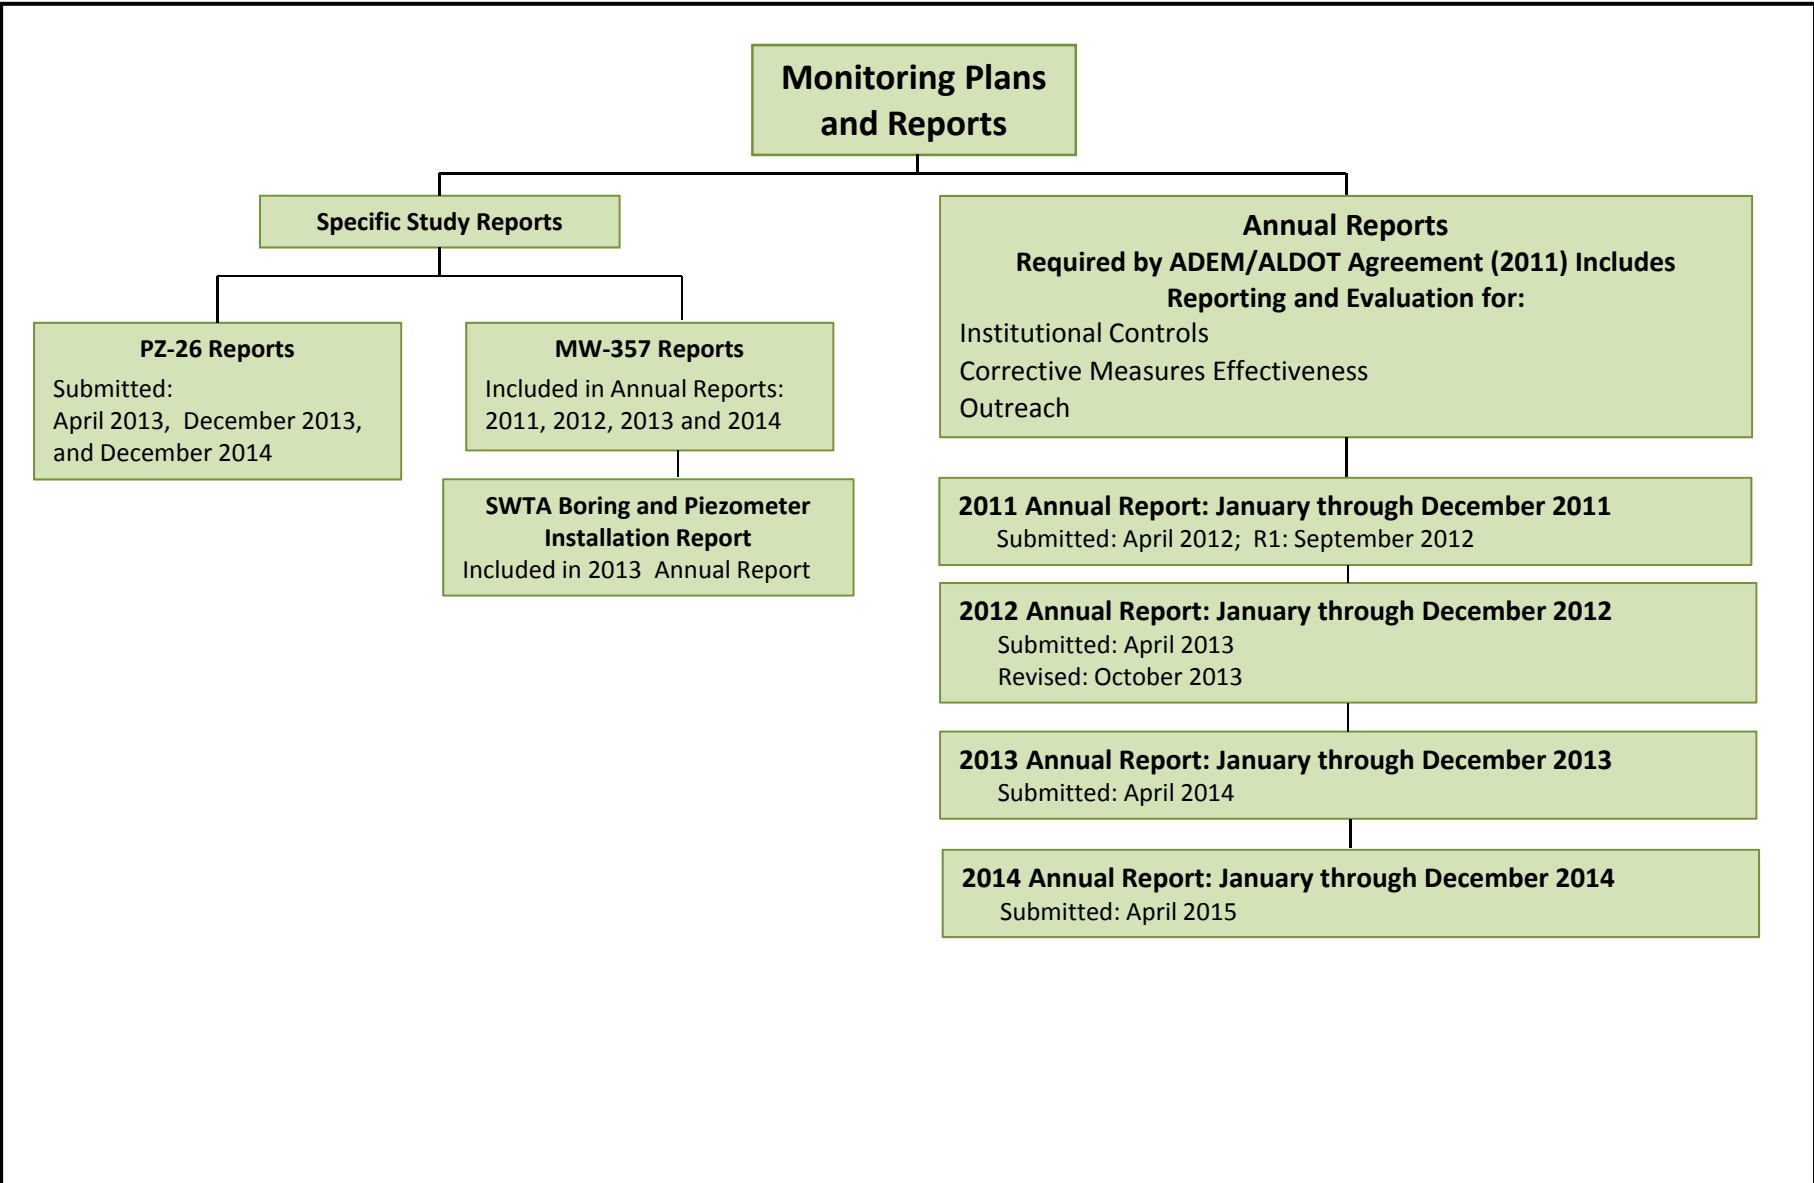 Monitoring Plans
and Reports
Specific Study Reports
PZ-26 Reports
Submitted:
April 2013, December 2013,
and December 2014
MW-357 Reports
Included in Annual Reports:
2011, 2012, 2013 and 2014
SWTA Boring and Piezometer
Installation Report
Included in 2013 Annual Report
Annual Reports
Required by ADEM/ALDOT Agreement (2011) Includes
Reporting and Evaluation for:
Institutional Controls
Corrective Measures Effectiveness
Outreach
2011 Annual Report: January through December 2011
Submitted: April 2012; R1: September 2012
2012 Annual Report: January through December 2012
Submitted: April 2013
Revised: October 2013
2013 Annual Report: January through December 2013
Submitted: April 2014
2014 Annual Report: January through December 2014
Submitted: April 2015